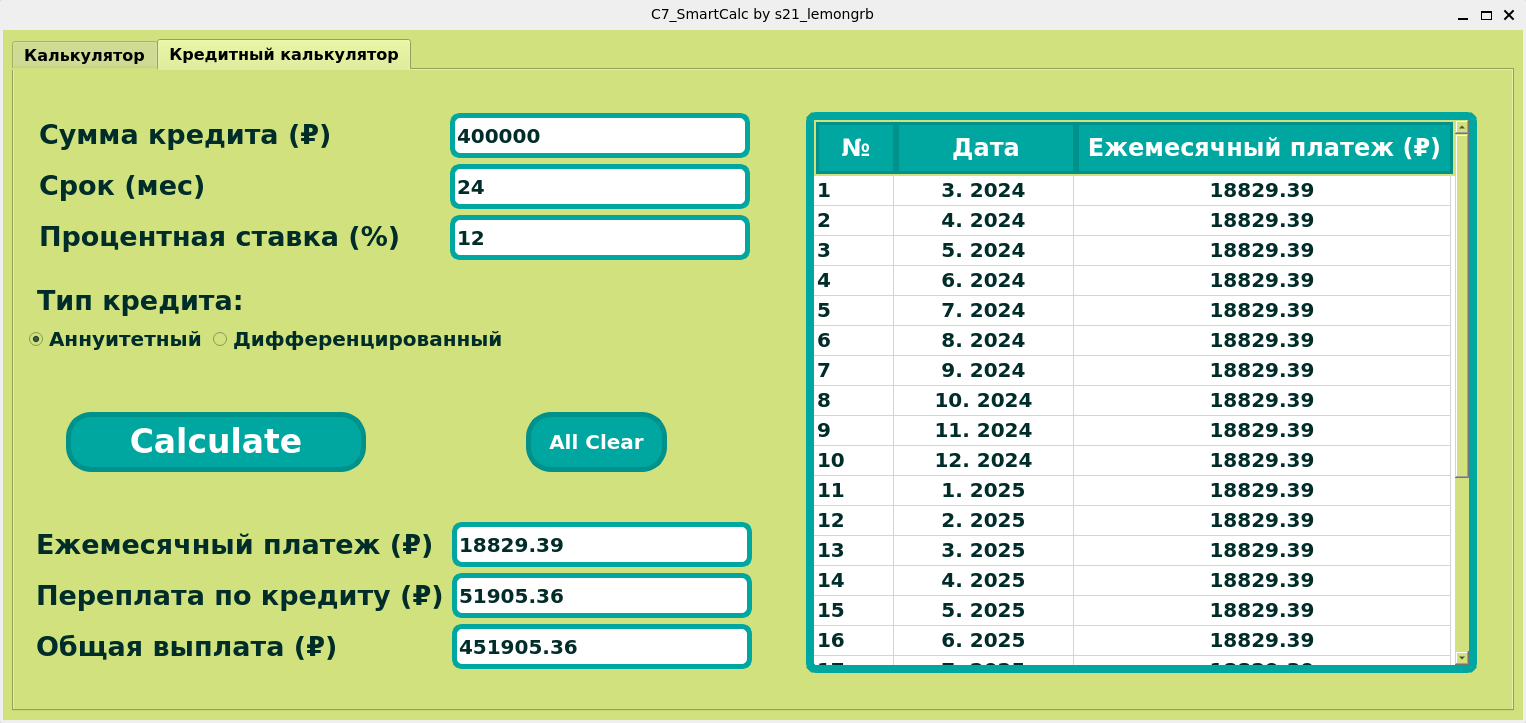 C7_SmartCalc by s21_lemongrb
Калькулятор Кредитный калькулятор
Сумма кредита (₽) 400000
Срок (мес) 24
Процентная ставка (%) 12
Тип кредита:
Аннуитетный Дифференцированный
Calculate All Clear
Ежемесячный платеж (₽) 18829.39
Переплата по кредиту (₽) 51905.36
Общая выплата (₽) 451905.36
№ Дата Ежемесячный платеж (₽)
1 3. 2024 18829.39
2 4. 2024 18829.39
3 5. 2024 18829.39
4 6. 2024 18829.39
5 7. 2024 18829.39
6 8. 2024 18829.39
7 9. 2024 18829.39
8 10. 2024 18829.39
9 11. 2024 18829.39
10 12. 2024 18829.39
11 1. 2025 18829.39
12 2. 2025 18829.39
13 3. 2025 18829.39
14 4. 2025 18829.39
15 5. 2025 18829.39
16 6. 2025 18829.39